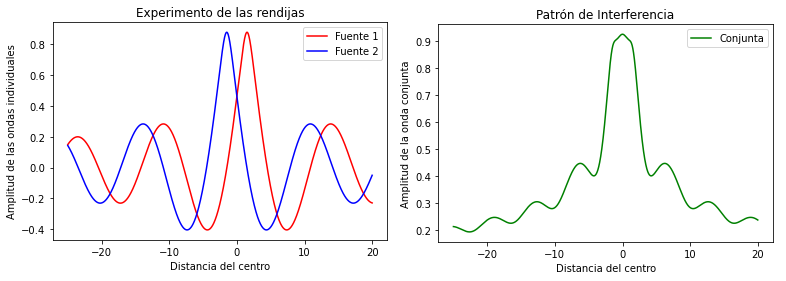 Experimento de las rendijas
Amplitud de las ondas individuales
0.8
0.6
0.4
0.2
0.0
−0.2
−0.4
Fuente 1
Fuente 2
−20
−10
0
10
20
Distancia del centro
Patrón de Interferencia
Amplitud de la onda conjunta
0.9
0.8
0.7
0.6
0.5
0.4
0.3
0.2
Conjunta
−20
−10
0
10
20
Distancia del centro